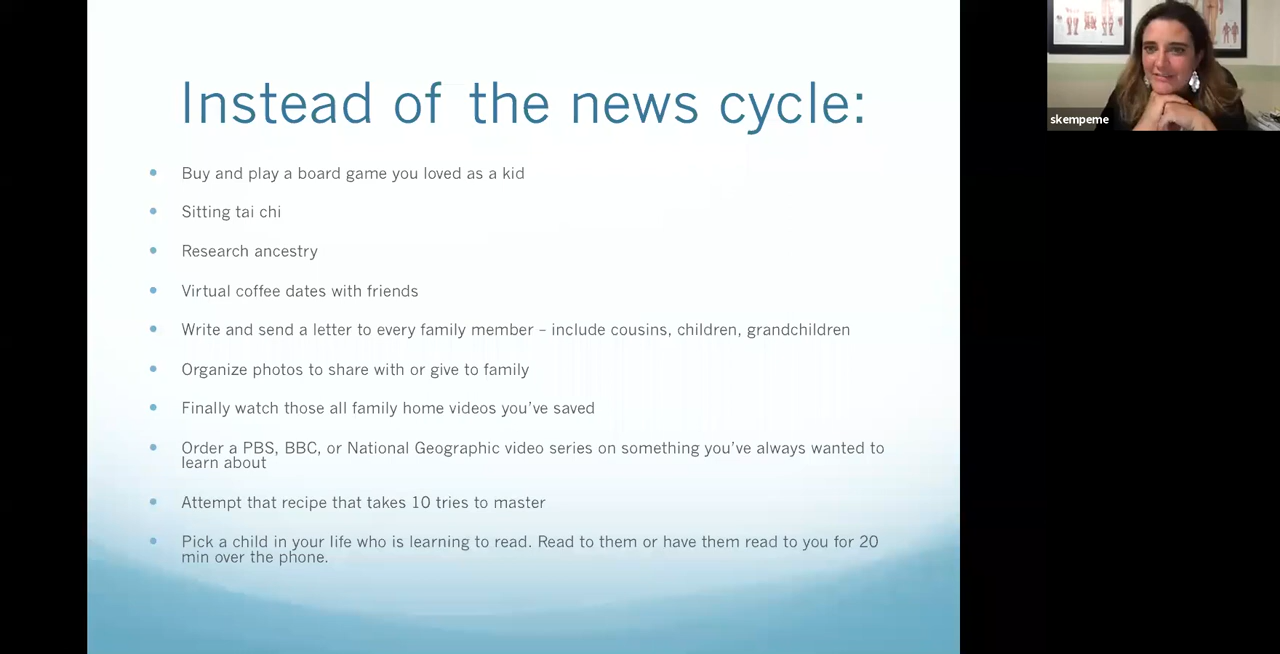 Instead of the news cycle:
Buy and play a board game you loved as a kid
Sitting tai chi
Research ancestry
Virtual coffee dates with friends
Write and send a letter to every family member – include cousins, children, grandchildren
Organize photos to share with or give to family
Finally watch those all family home videos you’ve saved
Order a PBS, BBC, or National Geographic video series on something you’ve always wanted to
learn about
Attempt that recipe that takes 10 tries to master
Pick a child in your life who is learning to read. Read to them or have them read to you for 20
min over the phone.
skempeme